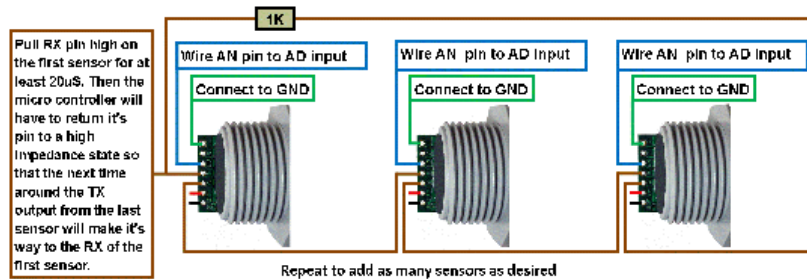 1K
Pull RX pin high on
the first sensor for at
least 20uS. Then the
micro controller will
have to return it's
pin to a high
impedance state so
that the next time
around the TX
output from the last
sensor will make it's
way to the RX of the
first sensor.
Wire AN pin to AD input
Connect to GND
Wire AN pin to AD input
Connect to GND
Wire AN pin to AD input
Connect to GND
Repeat to add as many sensors as desired